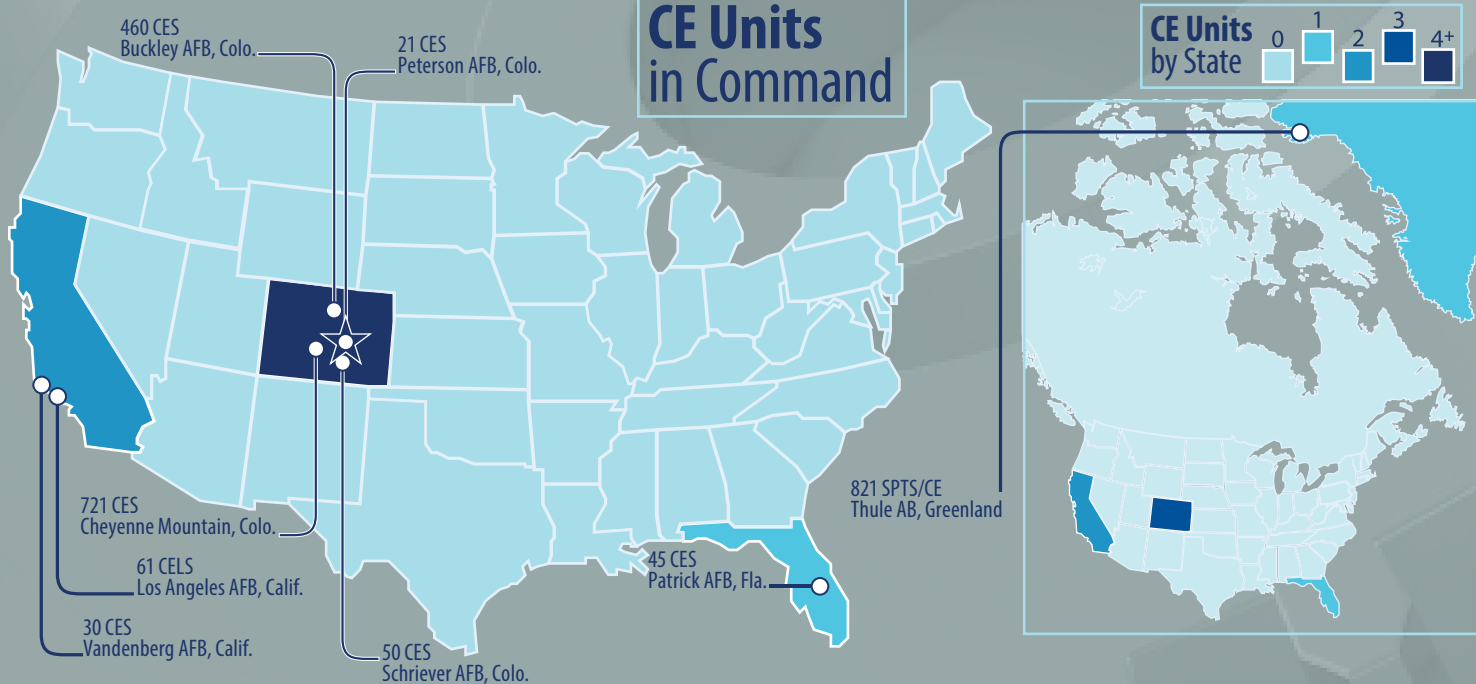 CE Units
in Command
CE Units
by State
0
1
2
3
4+
460 CES
Buckley AFB, Colo.
21 CES
Peterson AFB, Colo.
721 CES
Cheyenne Mountain, Colo.
61 CELS
Los Angeles AFB, Calif.
30 CES
Vandenberg AFB, Calif.
50 CES
Schriever AFB, Colo.
45 CES
Patrick AFB, Fla.
821 SPTS/CE
Thule AB, Greenland